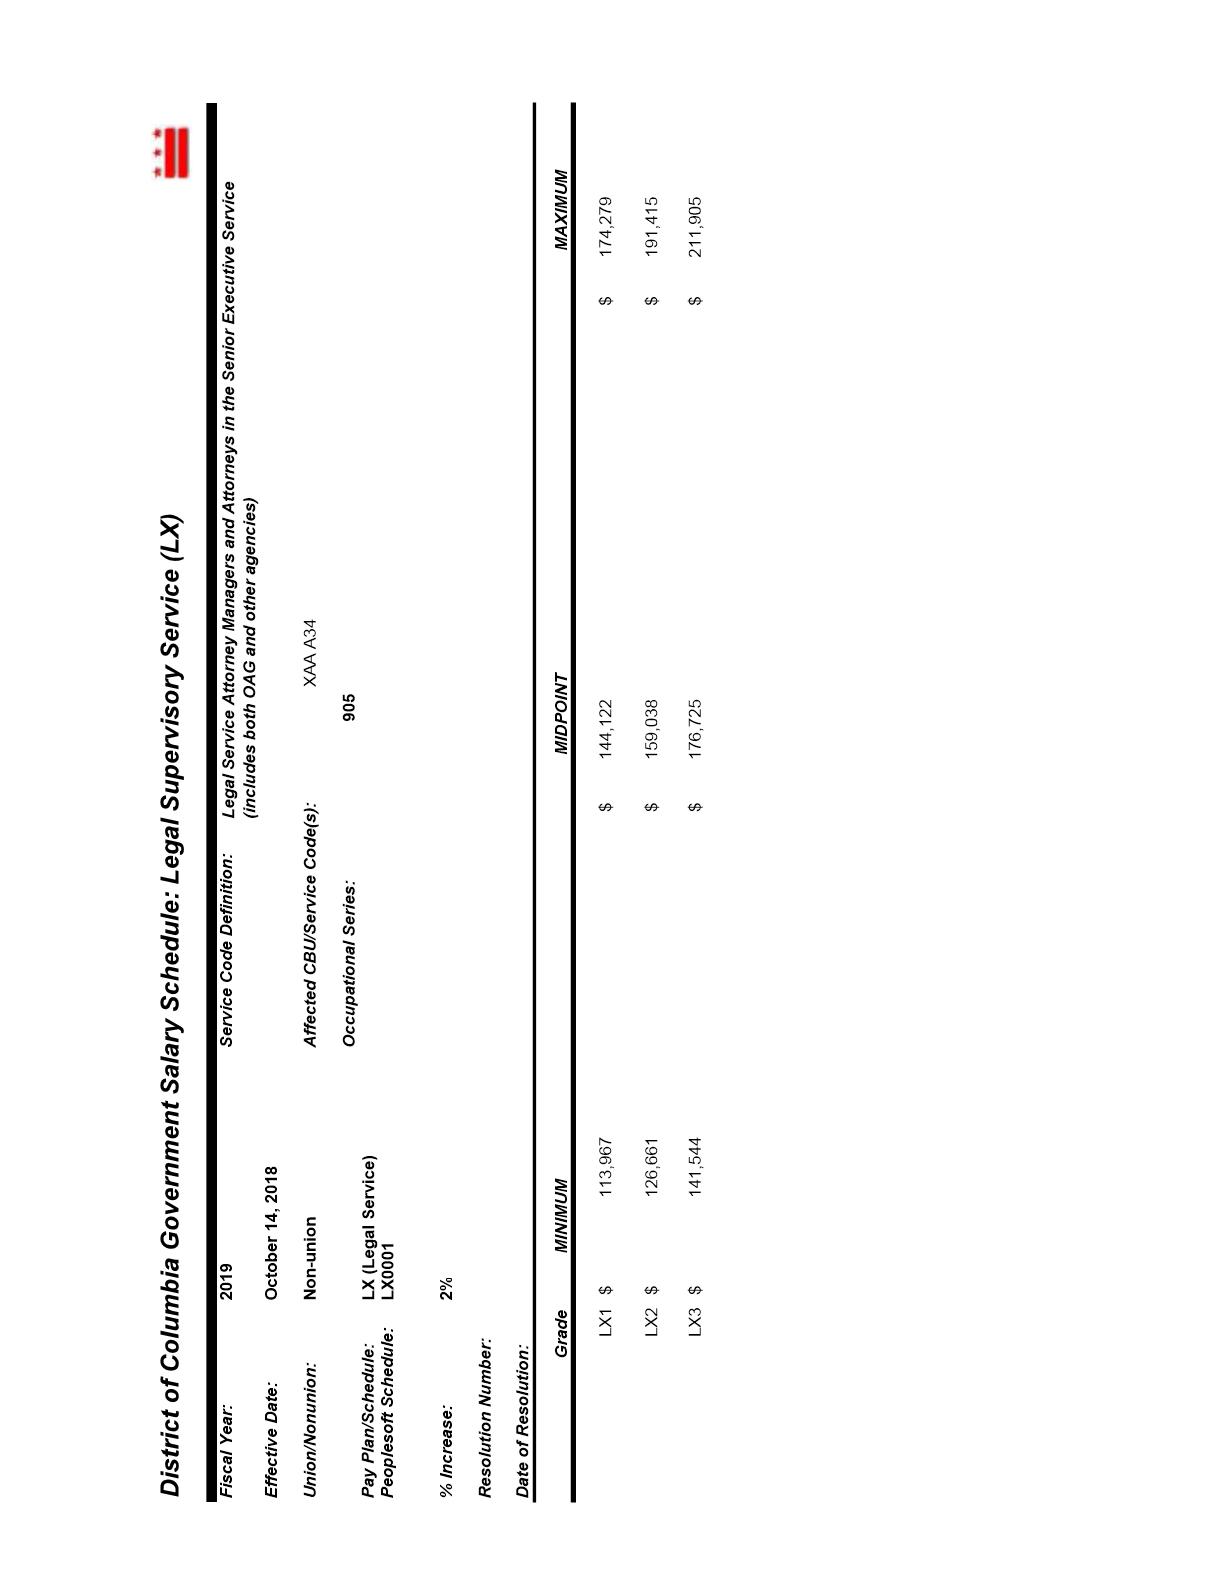 District of Columbia Government Salary Schedule: Legal Supervisory Service (LX)
Fiscal Year: 2019 Service Code Definition: Legal Service Attorney Managers and Attorneys in the Senior Executive Service
(includes both OAG and other agencies)
Effective Date: October 14, 2018
Union/Nonunion: Non-union Affected CBU/Service Code(s): XAA A34
Occupational Series: 905
Pay Plan/Schedule: LX (Legal Service)
Peoplesoft Schedule: LX0001
% Increase: 2%
Resolution Number:
Date of Resolution:
Grade MINIMUM MIDPOINT MAXIMUM
LX1 $ 113,967 $ 144,122 $ 174,279
LX2 $ 126,661 $ 159,038 $ 191,415
LX3 $ 141,544 $ 176,725 $ 211,905